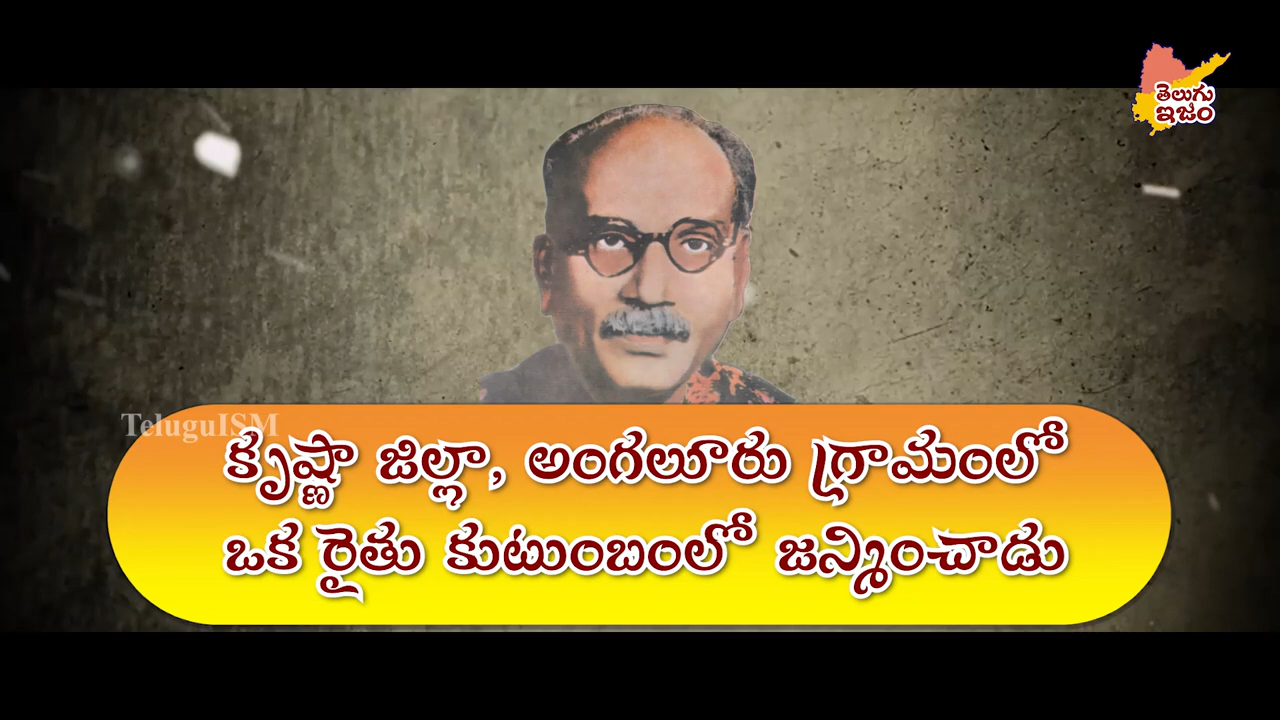 తెలుగు
ఇజం
TeluguISM
కృష్ణా జిల్లా, అంగలూరు గ్రామంలో
ఒక రైతు కుటుంబంలో జన్మించాడు